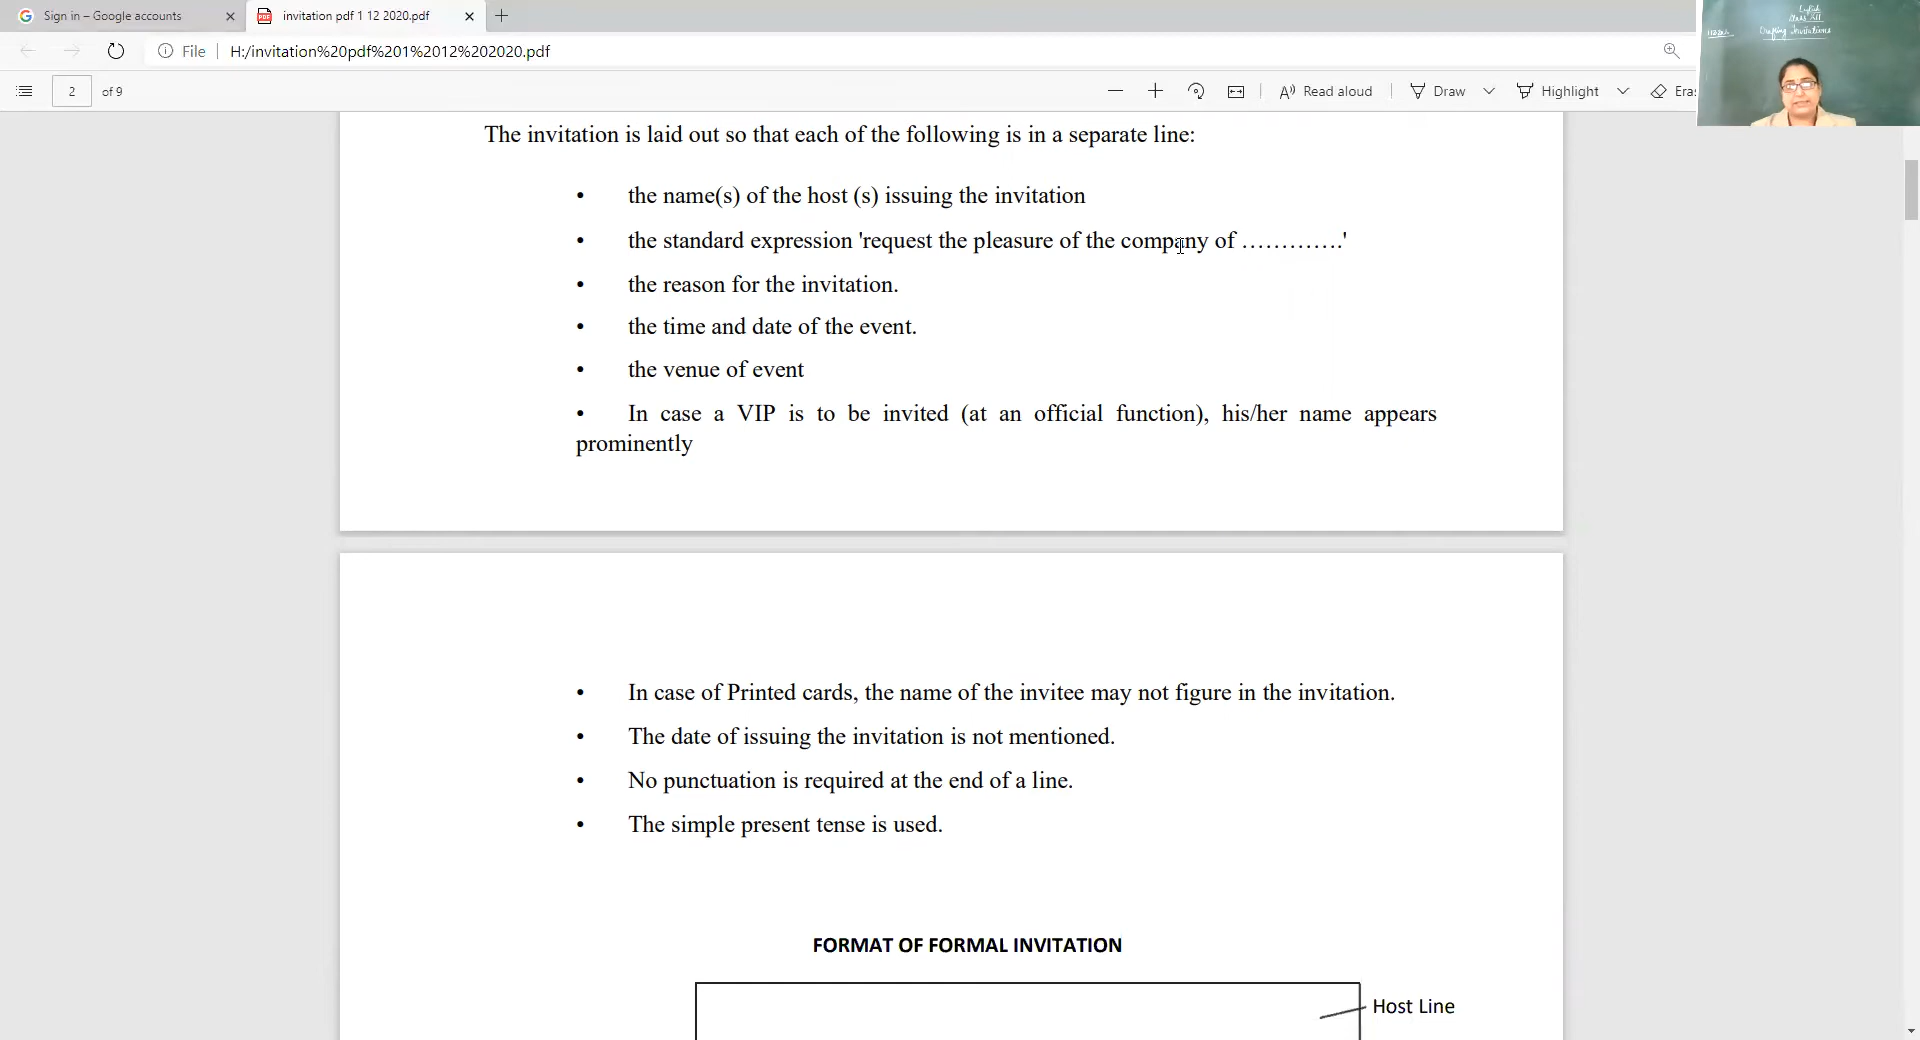 Sign in – Google accounts
invitation pdf 1 12 2020.pdf
File
H:/invitation%20pdf%201%2012%202020.pdf
2
of 9
Read aloud
Draw
Highlight
Eras
English
Class XII
Drafting Invitations
The invitation is laid out so that each of the following is in a separate line:
• the name(s) of the host (s) issuing the invitation
• the standard expression 'request the pleasure of the company of ………….'
• the reason for the invitation.
• the time and date of the event.
• the venue of event
• In case a VIP is to be invited (at an official function), his/her name appears
prominently
• In case of Printed cards, the name of the invitee may not figure in the invitation.
• The date of issuing the invitation is not mentioned.
• No punctuation is required at the end of a line.
• The simple present tense is used.
FORMAT OF FORMAL INVITATION
Host Line